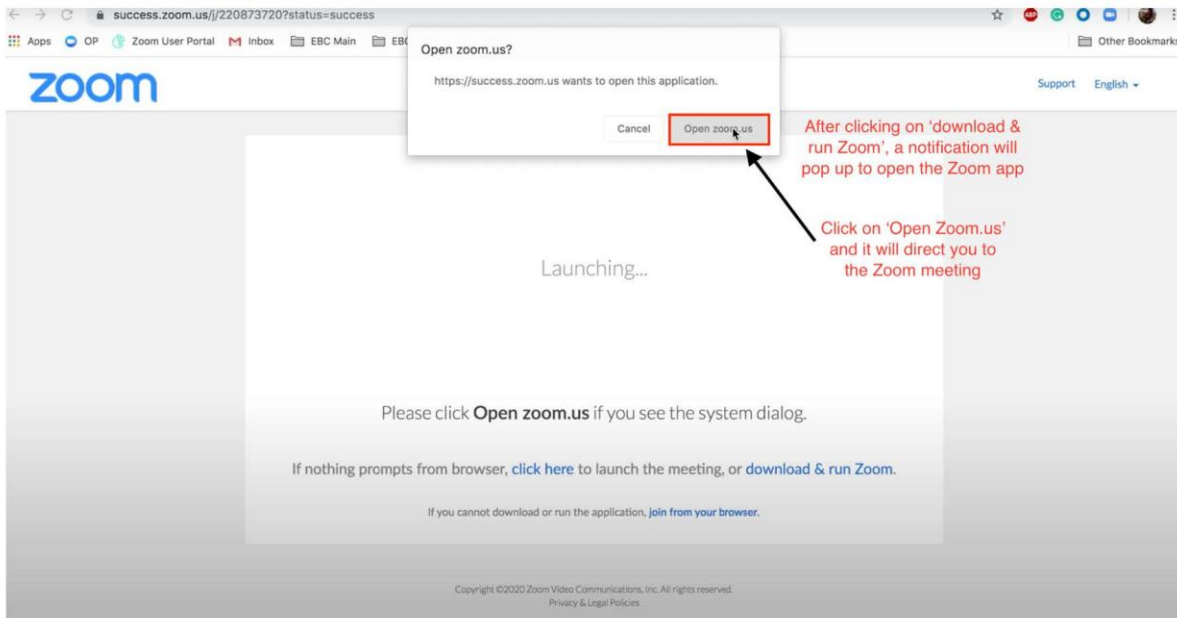 success.zoom.us/j/220873720?status=success
Apps OP Zoom User Portal Inbox EBC Main EBC Other Bookmarks
Open zoom.us?
https://success.zoom.us wants to open this application.
Cancel Open zoom.us
zoom
Support English
After clicking on ‘download &
run Zoom’, a notification will
pop up to open the Zoom app
Click on ‘Open Zoom.us’
and it will direct you to
the Zoom meeting
Launching...
Please click Open zoom.us if you see the system dialog.
If nothing prompts from browser, click here to launch the meeting, or download & run Zoom.
If you cannot download or run the application, join from your browser.
Copyright ©2020 Zoom Video Communications, Inc. All rights reserved.
Privacy & Legal Policies